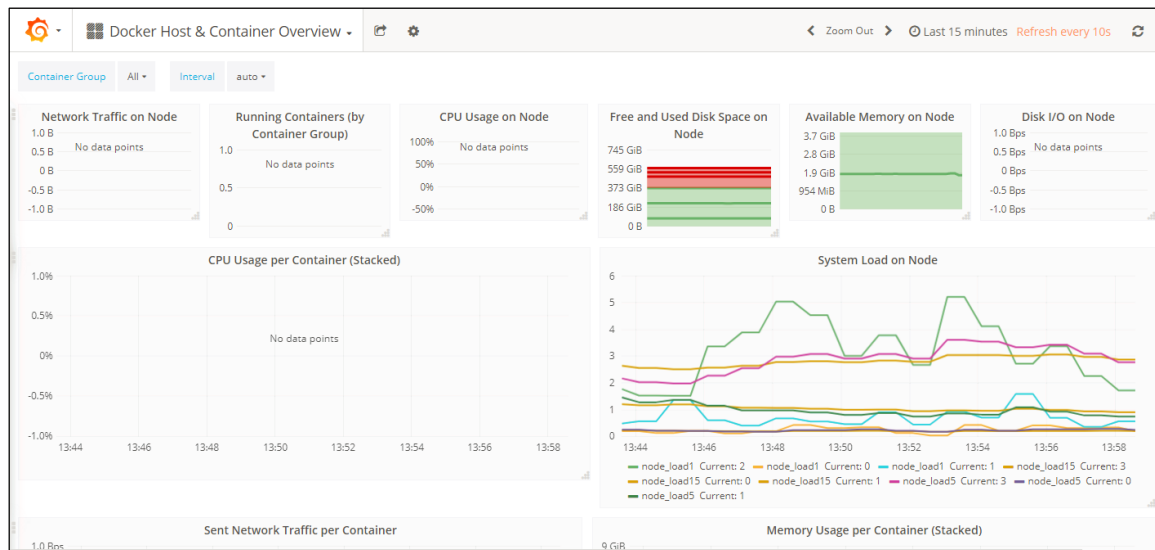 Docker Host & Container Overview
Zoom Out
Last 15 minutes Refresh every 10s
Container Group All Interval auto
Network Traffic on Node
1.0 B
No data points
0.5 B
0 B
-0.5 B
-1.0 B
Running Containers (by
Container Group)
1.0
No data points
0.5
0
CPU Usage on Node
100%
No data points
50%
0%
-50%
Free and Used Disk Space on
Node
745 GiB
559 GiB
373 GiB
186 GiB
0 B
Available Memory on Node
3.7 GiB
2.8 GiB
1.9 GiB
954 MiB
0 B
Disk I/O on Node
1.0 Bps
No data points
0.5 Bps
0 Bps
-0.5 Bps
-1.0 Bps
CPU Usage per Container (Stacked)
1.0%
0.5%
No data points
0%
-0.5%
-1.0%
13:44 13:46 13:48 13:50 13:52 13:54 13:56 13:58
System Load on Node
6
5
4
3
2
1
0
13:44 13:46 13:48 13:50 13:52 13:54 13:56 13:58
node_load1 Current: 2 node_load1 Current: 0 node_load1 Current: 1 node_load15 Current: 3
node_load15 Current: 0 node_load15 Current: 1 node_load5 Current: 3 node_load5 Current: 0
node_load5 Current: 1
Sent Network Traffic per Container
1.0 Bps
Memory Usage per Container (Stacked)
9 GiB